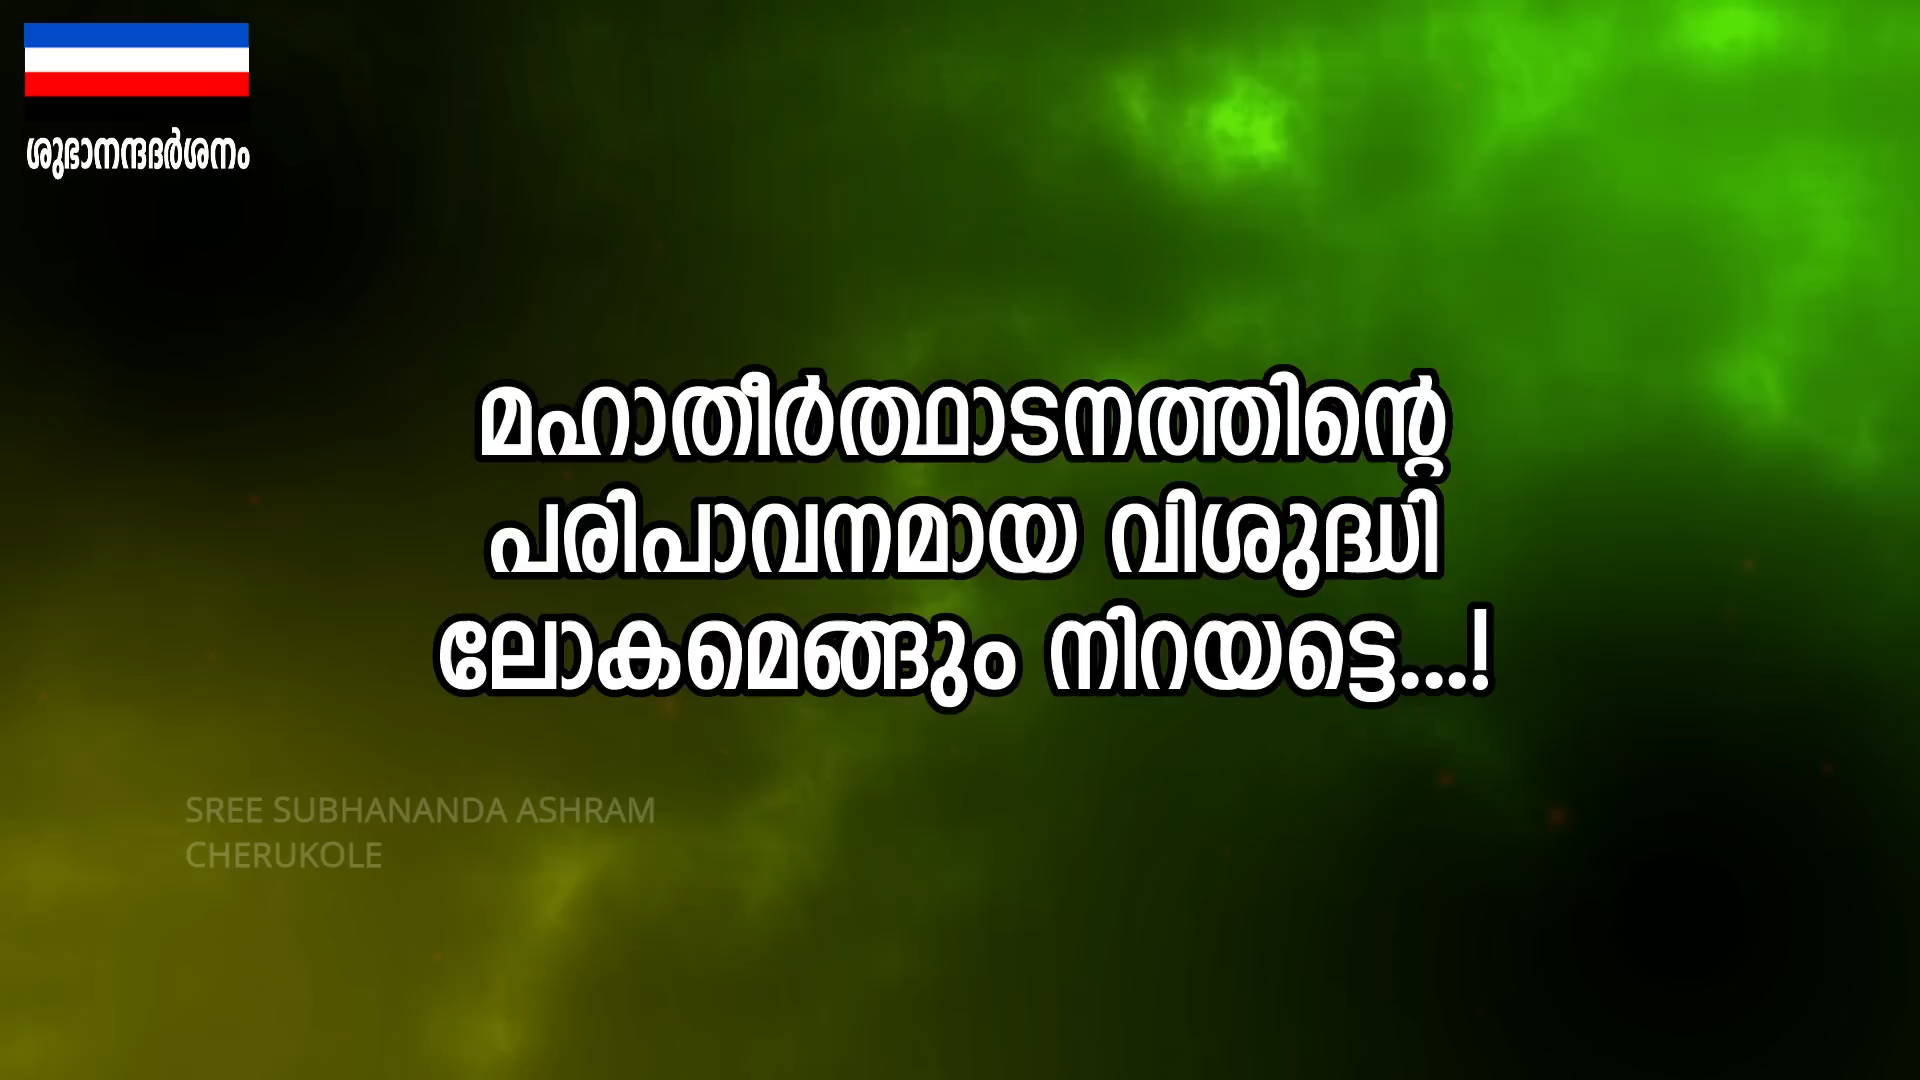 ശുഭാനന്ദദർശനം
മഹാതീർത്ഥാടനത്തിന്റെ
പരിപാവനമായ വിശുദ്ധി
ലോകമെങ്ങും നിറയട്ടെ...!
SREE SUBHANANDA ASHRAM
CHERUKOLE